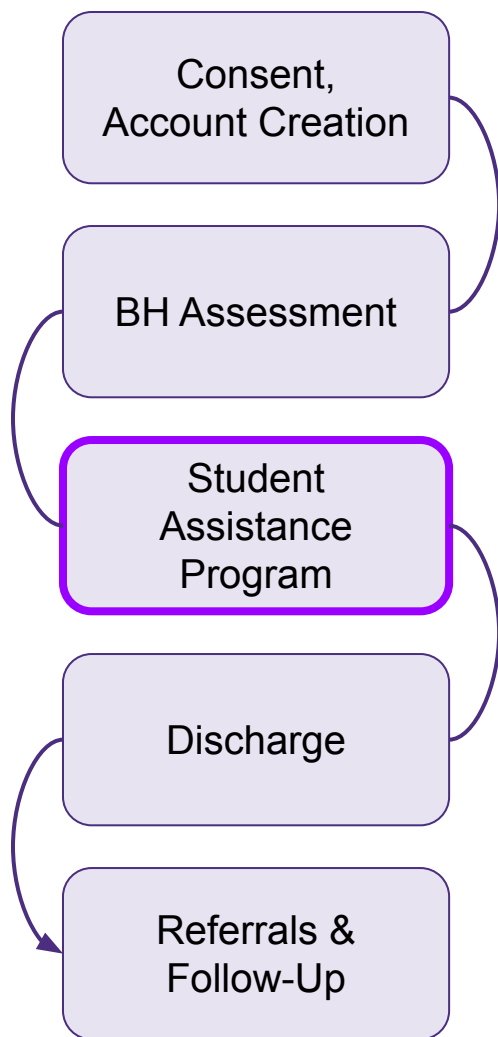 Consent,
Account Creation
BH Assessment
Student
Assistance
Program
Discharge
Referrals &
Follow-Up